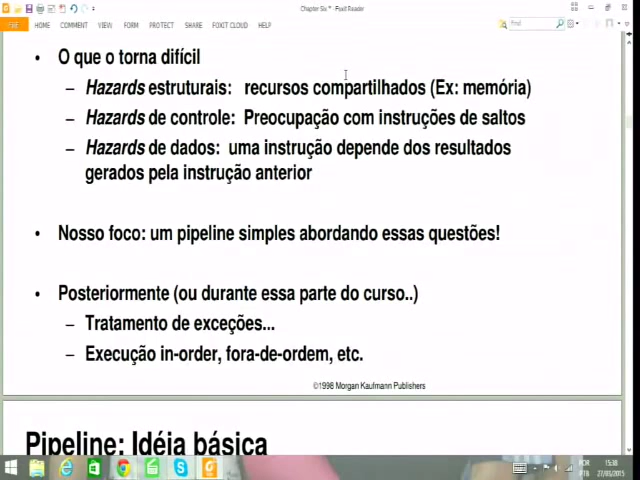 Chapter Six * - Foxit Reader
FILE HOME COMMENT VIEW FORM PROTECT SHARE FOXIT CLOUD HELP
Find
• O que o torna difícil
– Hazards estruturais: recursos compartilhados (Ex: memória)
– Hazards de controle: Preocupação com instruções de saltos
– Hazards de dados: uma instrução depende dos resultados
gerados pela instrução anterior
• Nosso foco: um pipeline simples abordando essas questões!
• Posteriormente (ou durante essa parte do curso..)
– Tratamento de exceções...
– Execução in-order, fora-de-ordem, etc.
©1998 Morgan Kaufmann Publishers
Pipeline: Idéia básica
POR 15:38
PTB 27/05/2015